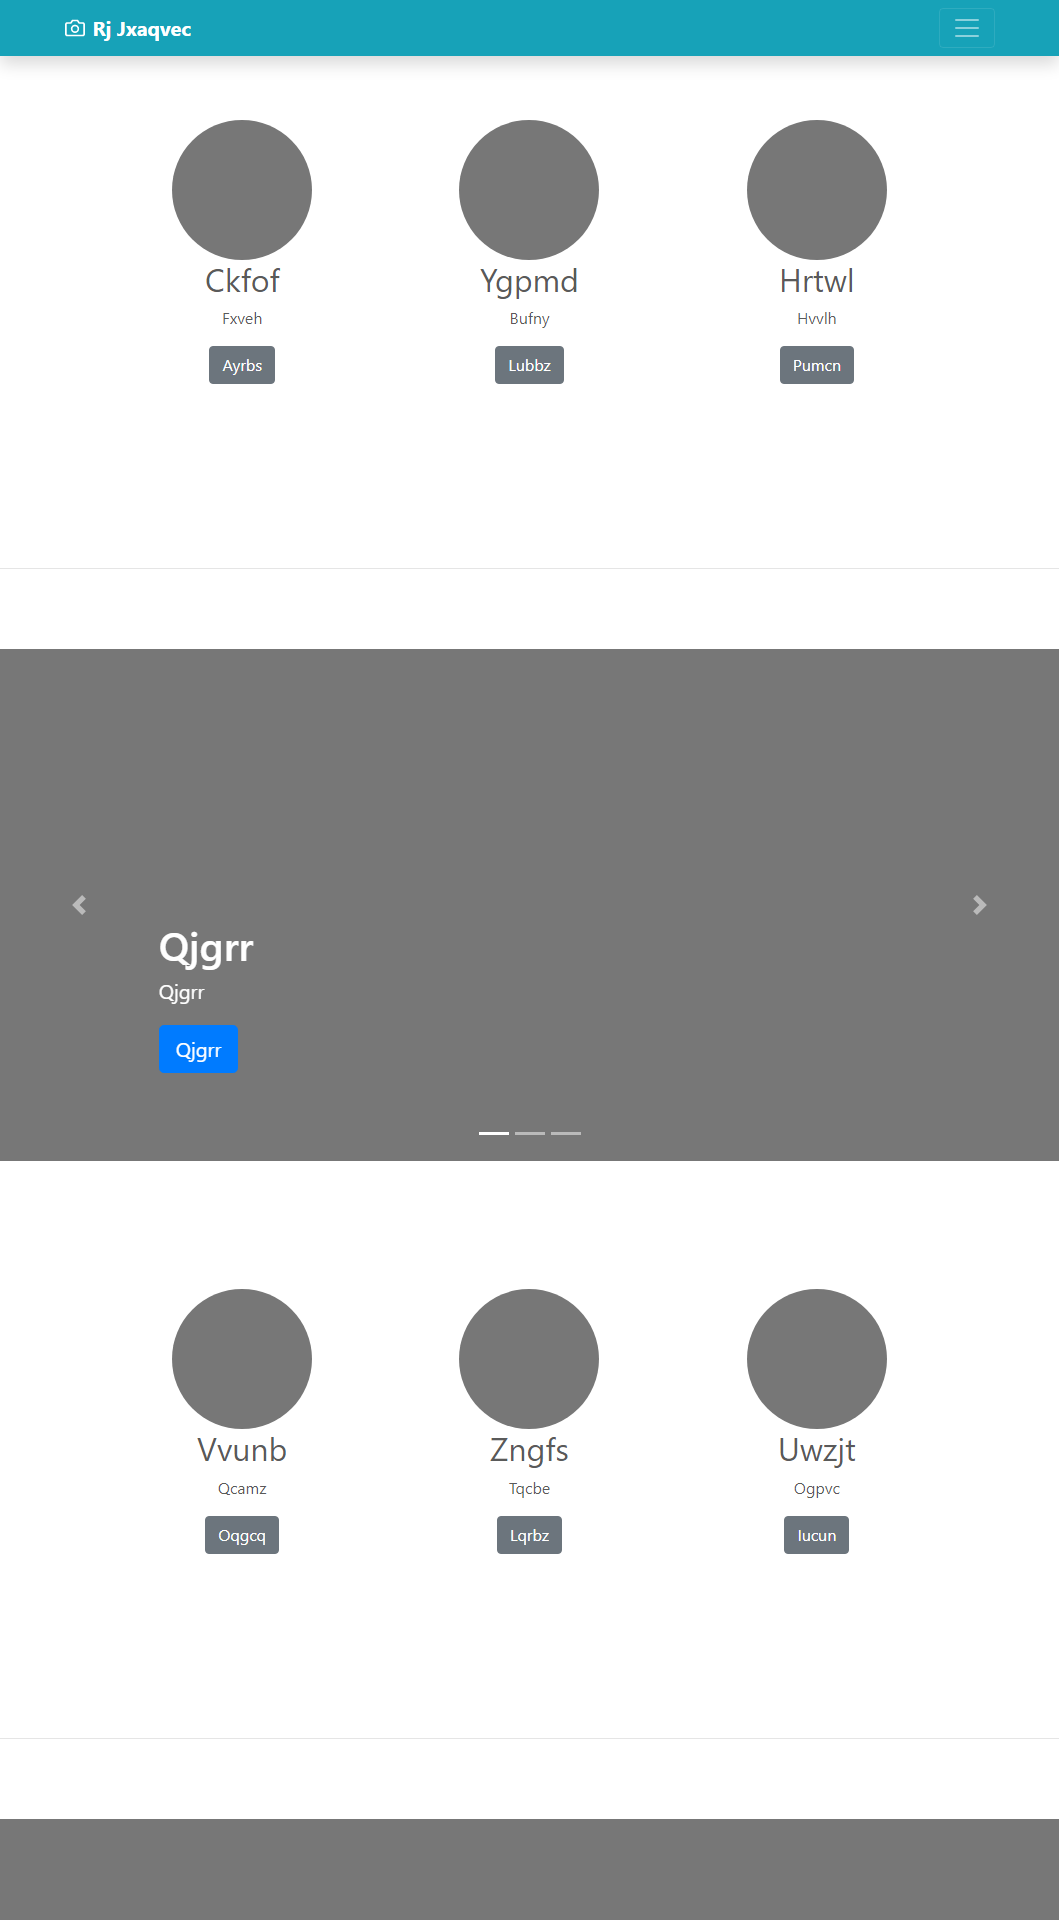 Rj Jxaqvec
Ckfof
Fxveh
Ayrbs
Ygpmd
Bufny
Lubbz
Hrtwl
Hvvlh
Pumcn
Qjgrr
Qjgrr
Qjgrr
Vvunb
Qcamz
Oqgcq
Zngfs
Tqcbe
Lqrbz
Uwzjt
Ogpvc